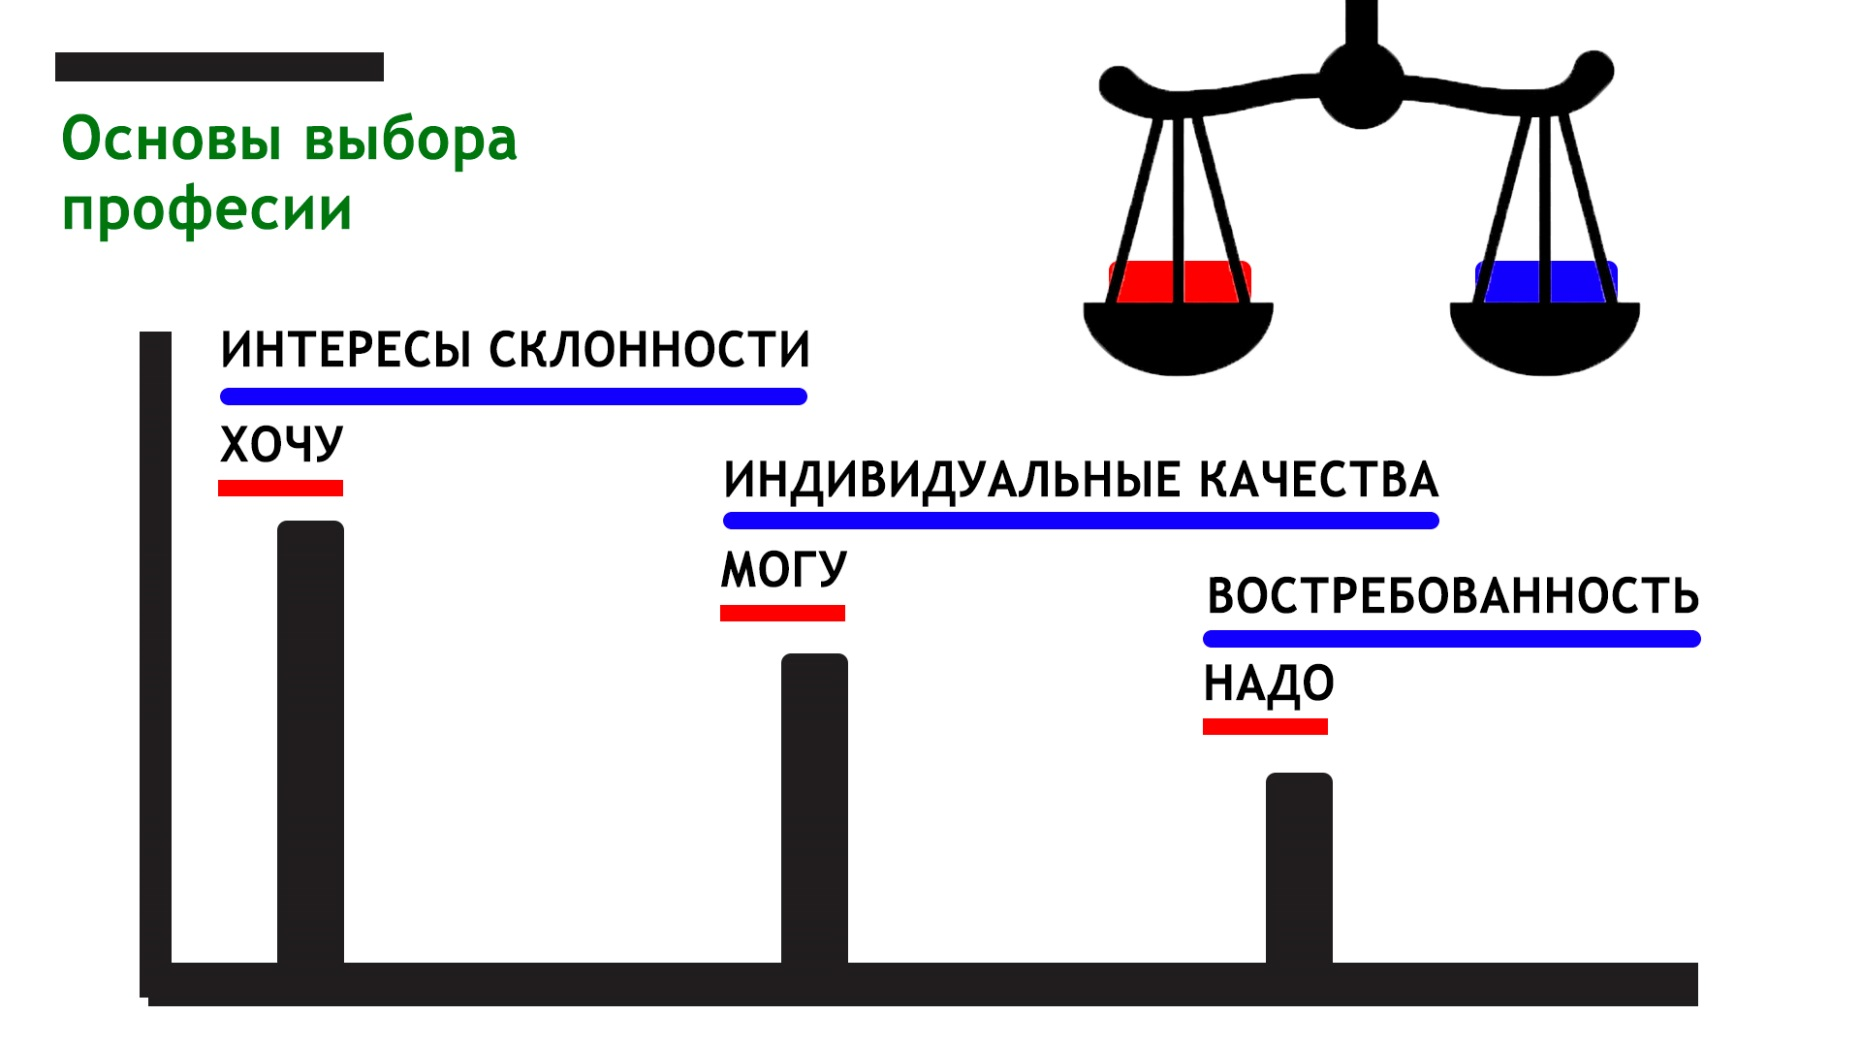 Основы выбора
професии
ИНТЕРЕСЫ СКЛОННОСТИ
ХОЧУ
ИНДИВИДУАЛЬНЫЕ КАЧЕСТВА
МОГУ
ВОСТРЕБОВАННОСТЬ
НАДО